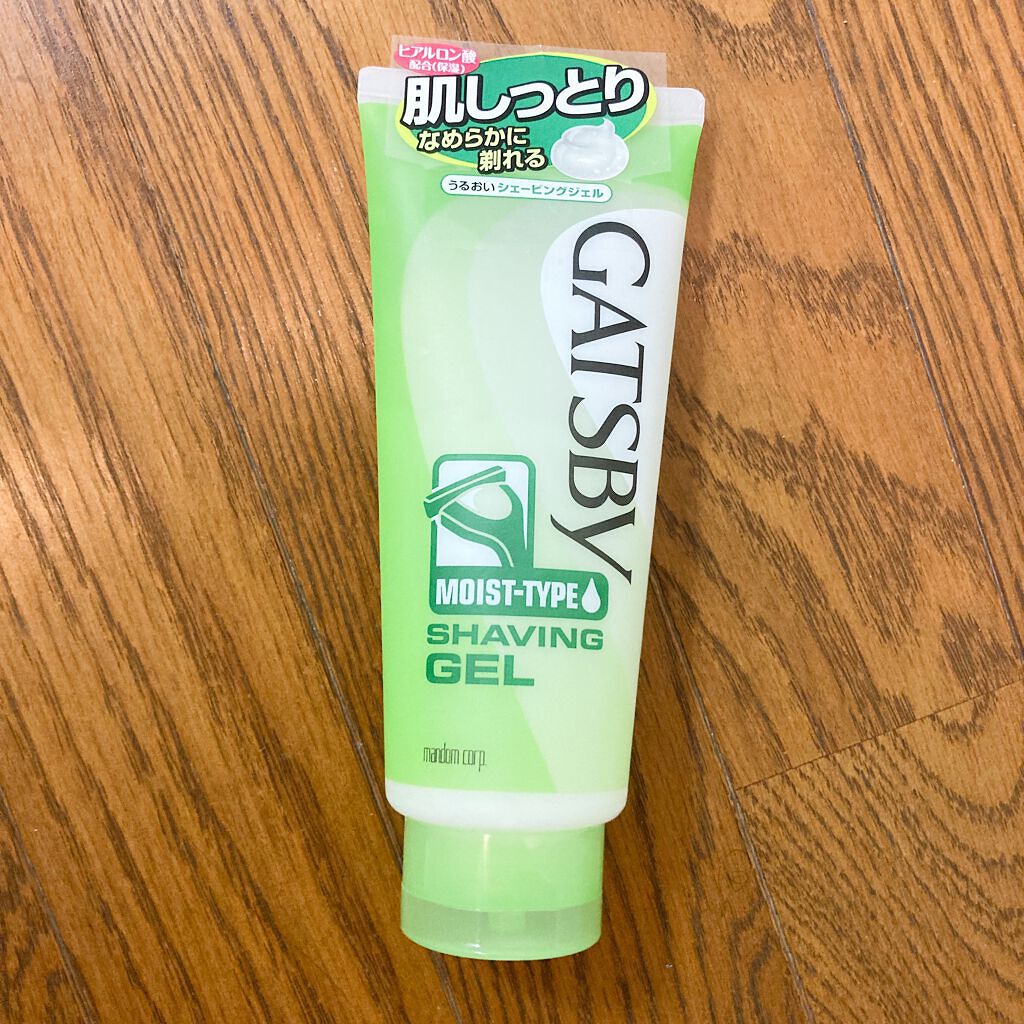 ヒアルロン酸
配合(保湿)
肌しっとり
なめらかに
剃れる
うるおいシェービングジェル
GATSBY
MOIST-TYPE
SHAVING
GEL
mandom corp.